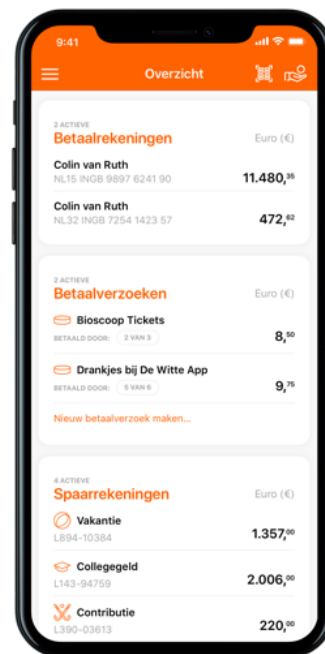 9:41
Overzicht
2 ACTIEVE
Betaalrekeningen Euro (€)
Colin van Ruth
NL15 INGB 9897 6241 90 11.480,35
Colin van Ruth
NL32 INGB 7254 1423 57 472,62
2 ACTIEVE
Betaalverzoeken Euro (€)
Bioscoop Tickets
BETAALD DOOR: 2 VAN 3 8,50
Drankjes bij De Witte App
BETAALD DOOR: 5 VAN 6 9,75
Nieuw betaalverzoek maken...
4 ACTIEVE
Spaarrekeningen Euro (€)
Vakantie
L894-10384 1.357,00
Collegegeld
L143-94759 2.006,00
Contributie
L390-03613 220,00